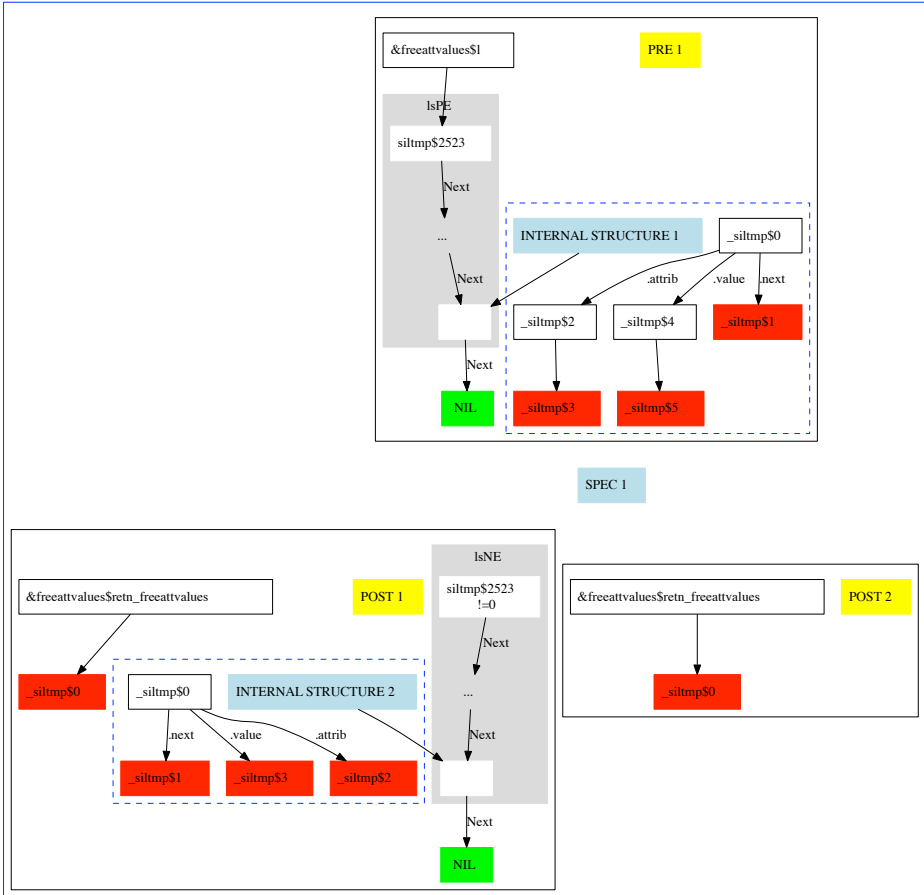 &freeattvalues$l
PRE 1
lsPE
siltmp$2523
Next
...
INTERNAL STRUCTURE 1
_siltmp$0
Next
.attrib
.value
.next
_siltmp$2
_siltmp$4
_siltmp$1
Next
NIL
_siltmp$3
_siltmp$5
SPEC 1
lsNE
&freeattvalues$retn_freeattvalues
POST 1
siltmp$2523
!=0
&freeattvalues$retn_freeattvalues
POST 2
Next
_siltmp$0
_siltmp$0
INTERNAL STRUCTURE 2
...
_siltmp$0
.next
.value
.attrib
Next
_siltmp$1
_siltmp$3
_siltmp$2
Next
NIL